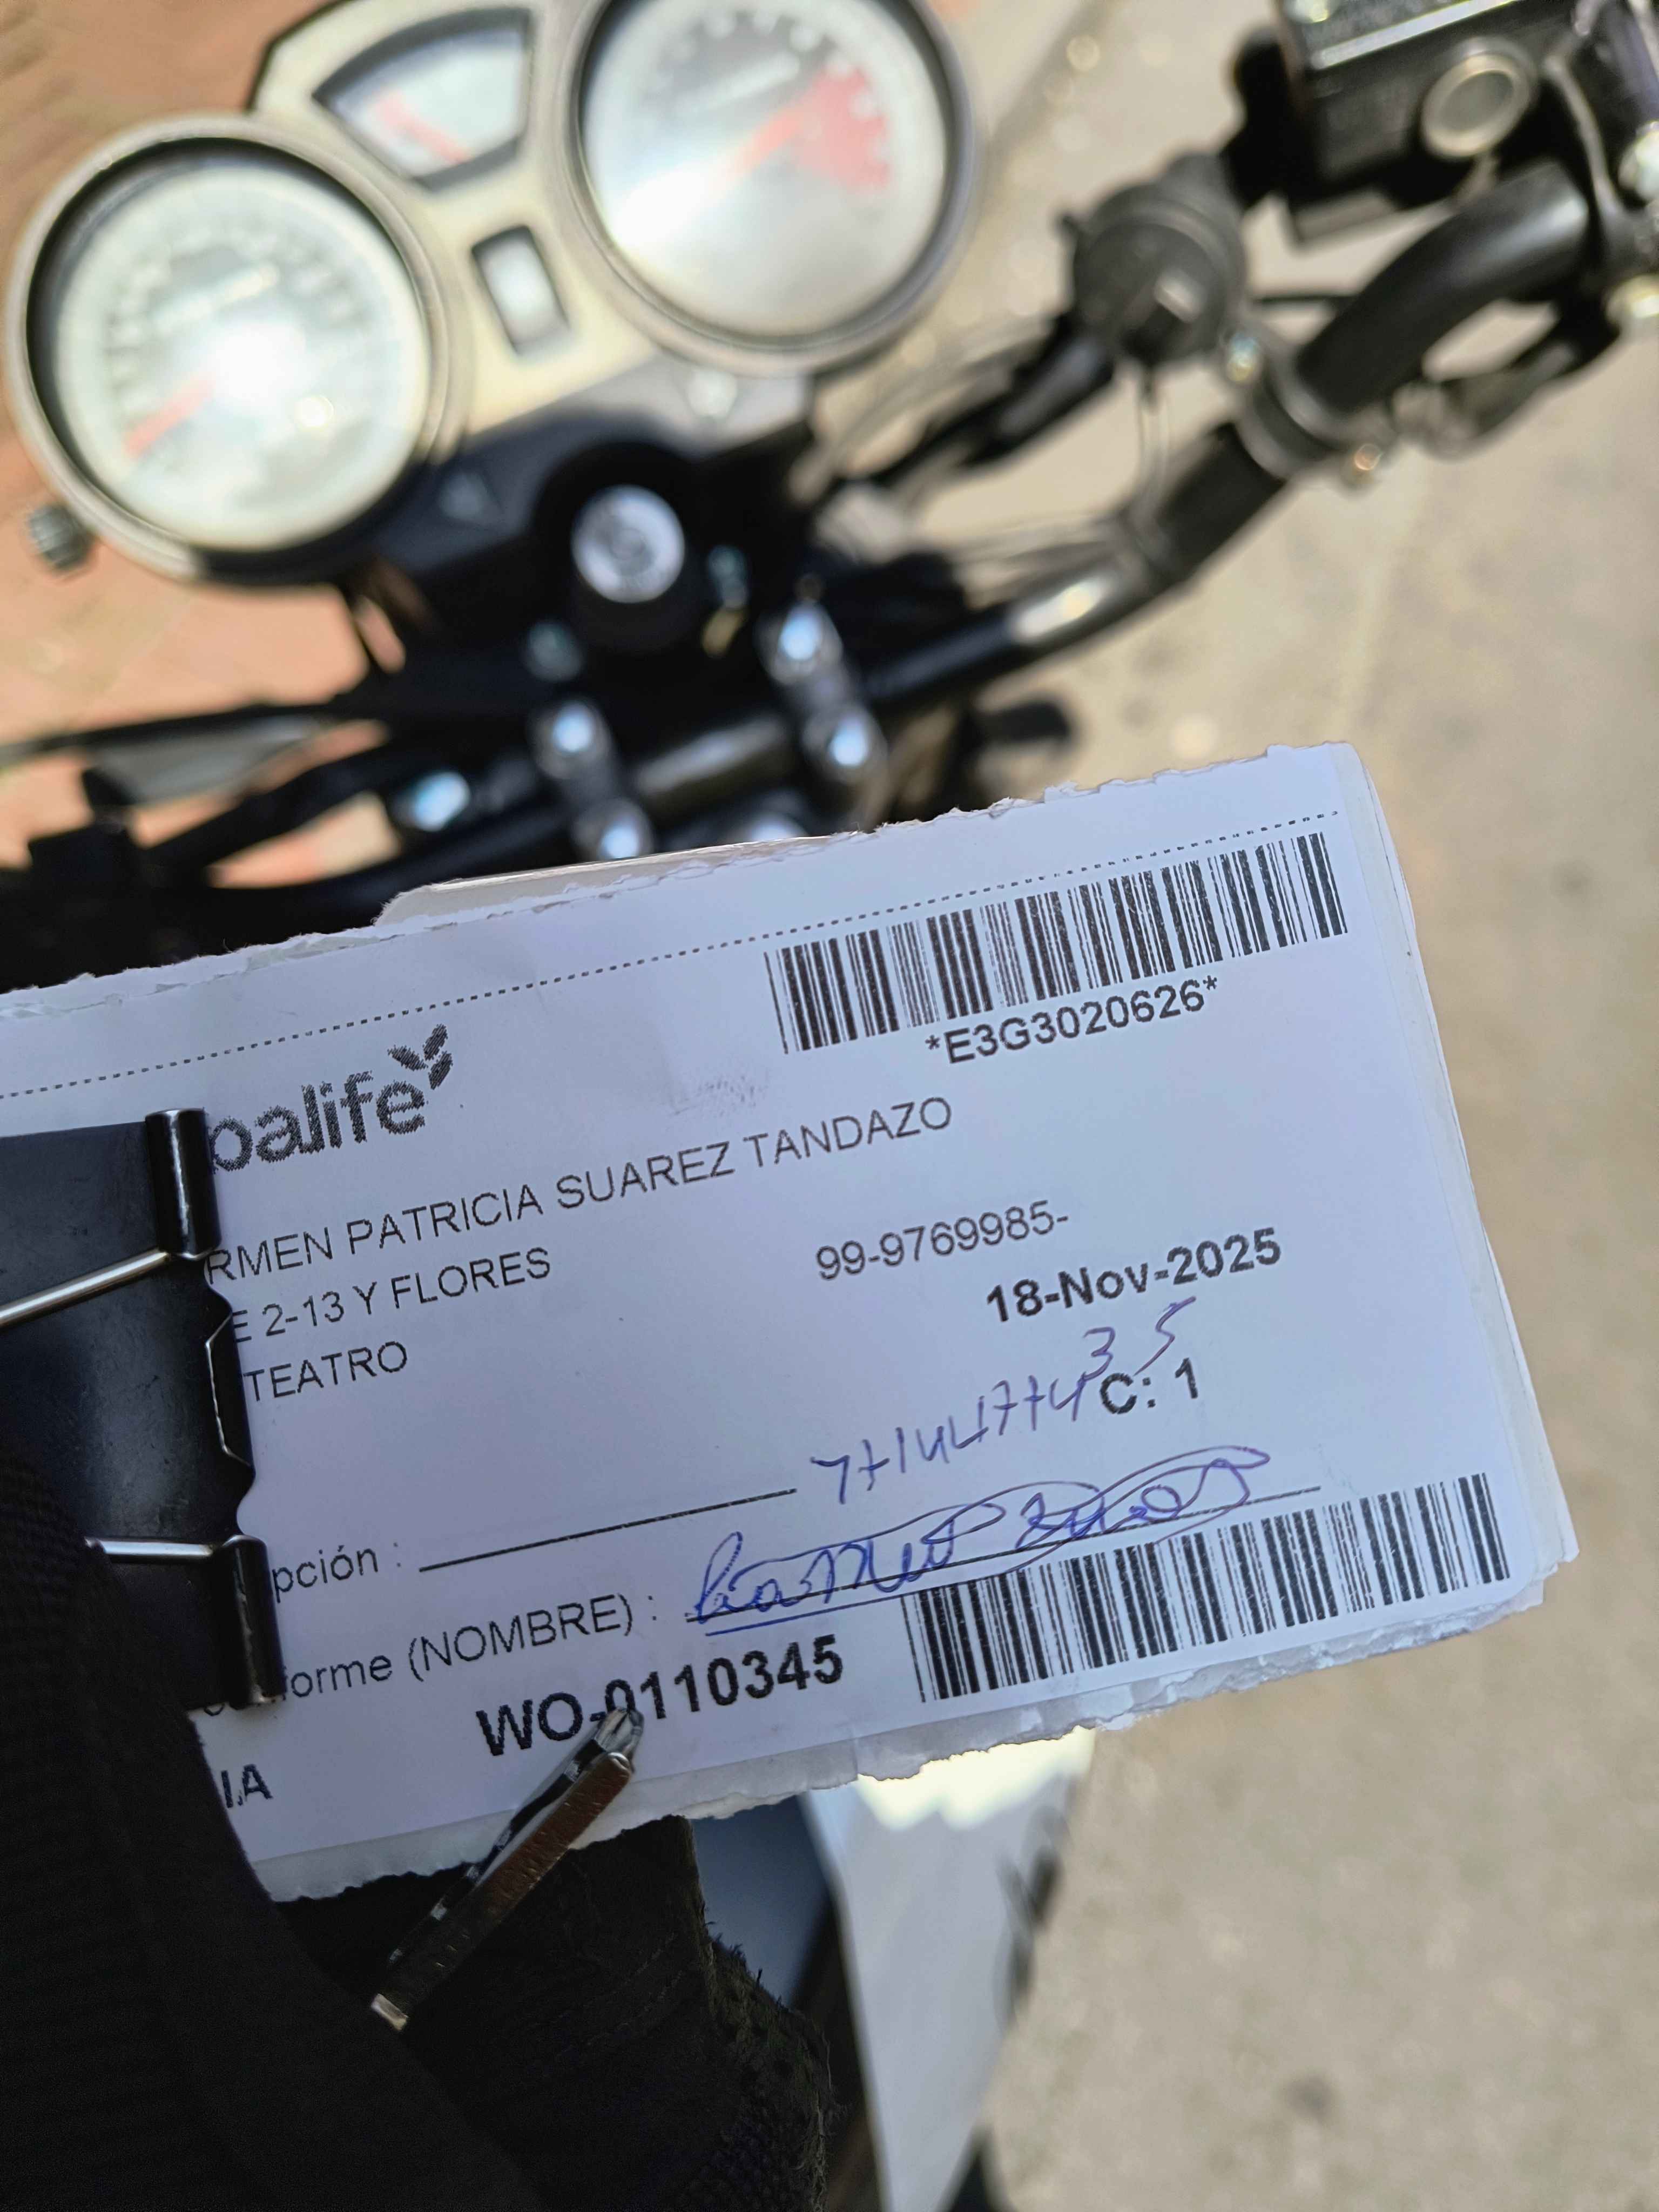 *E3G3020626*
palife
RMEN PATRICIA SUAREZ TANDAZO
E 2-13 Y FLORES
99-9769985-
TEATRO
18-Nov-2025
C: 1
pción :
forme (NOMBRE) :
WO-0110345
IA